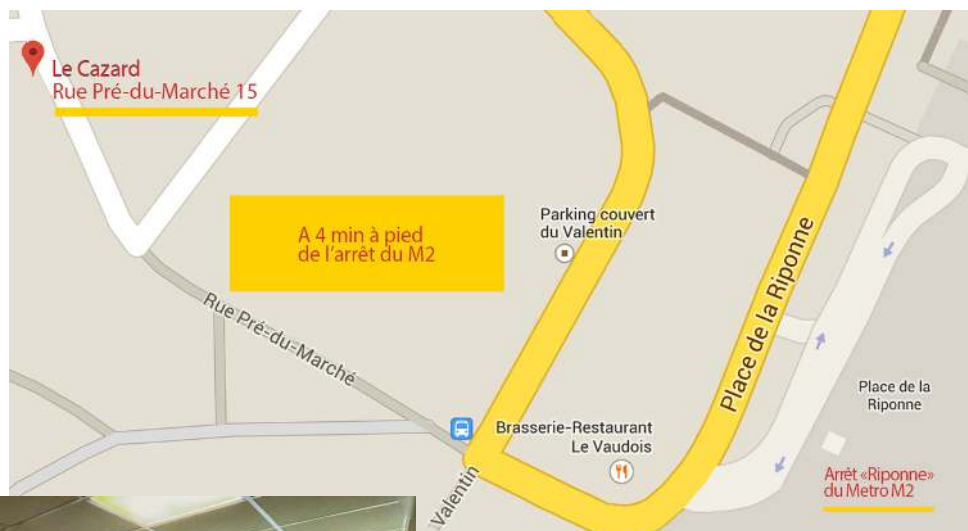 Le Cazard
Rue Pré-du-Marché 15
A 4 min à pied
de l'arrêt du M2
Parking couvert
du Valentin
Rue Pré-du-Marché
Place de la Riponne
Place de la
Riponne
Brasserie-Restaurant
Le Vaudois
Valentin
Arrêt «Riponne»
du Metro M2